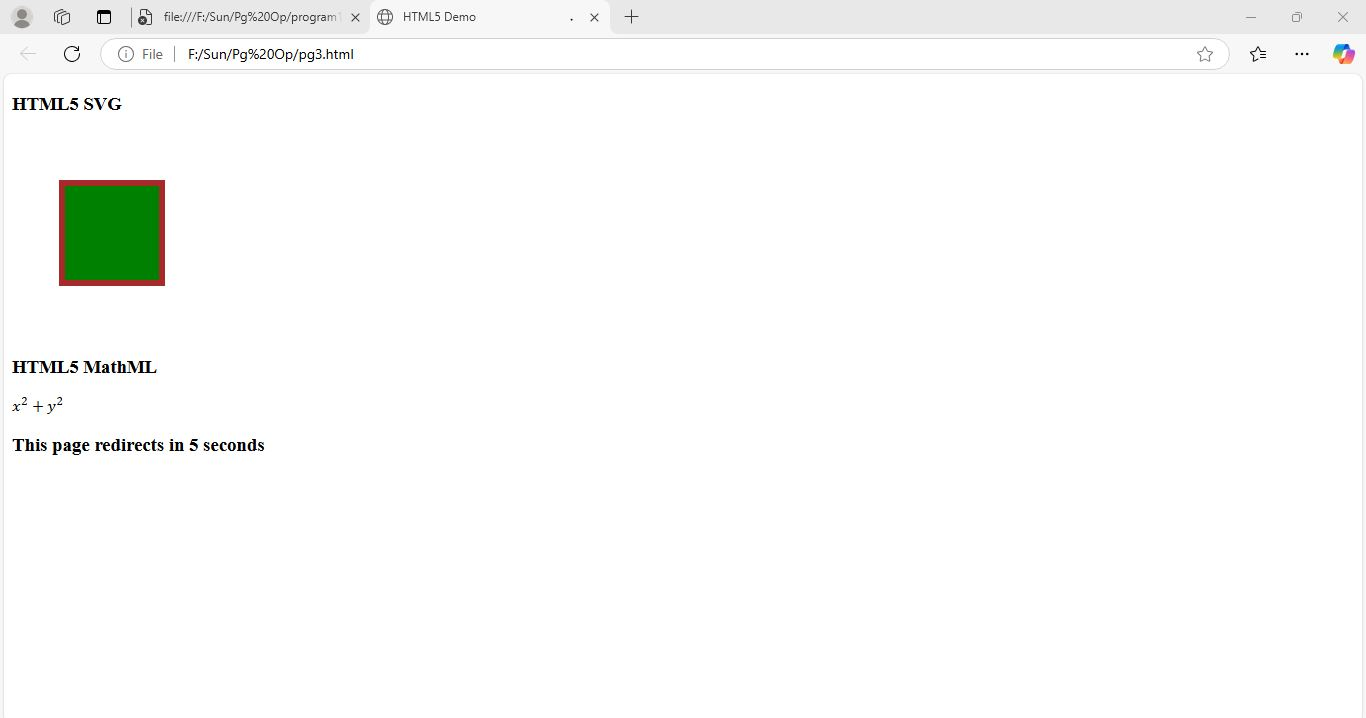 file:///F:/Sun/Pg%20Op/program1
HTML5 Demo
File
F:/Sun/Pg%20Op/pg3.html
HTML5 SVG
HTML5 MathML
x² + y²
This page redirects in 5 seconds